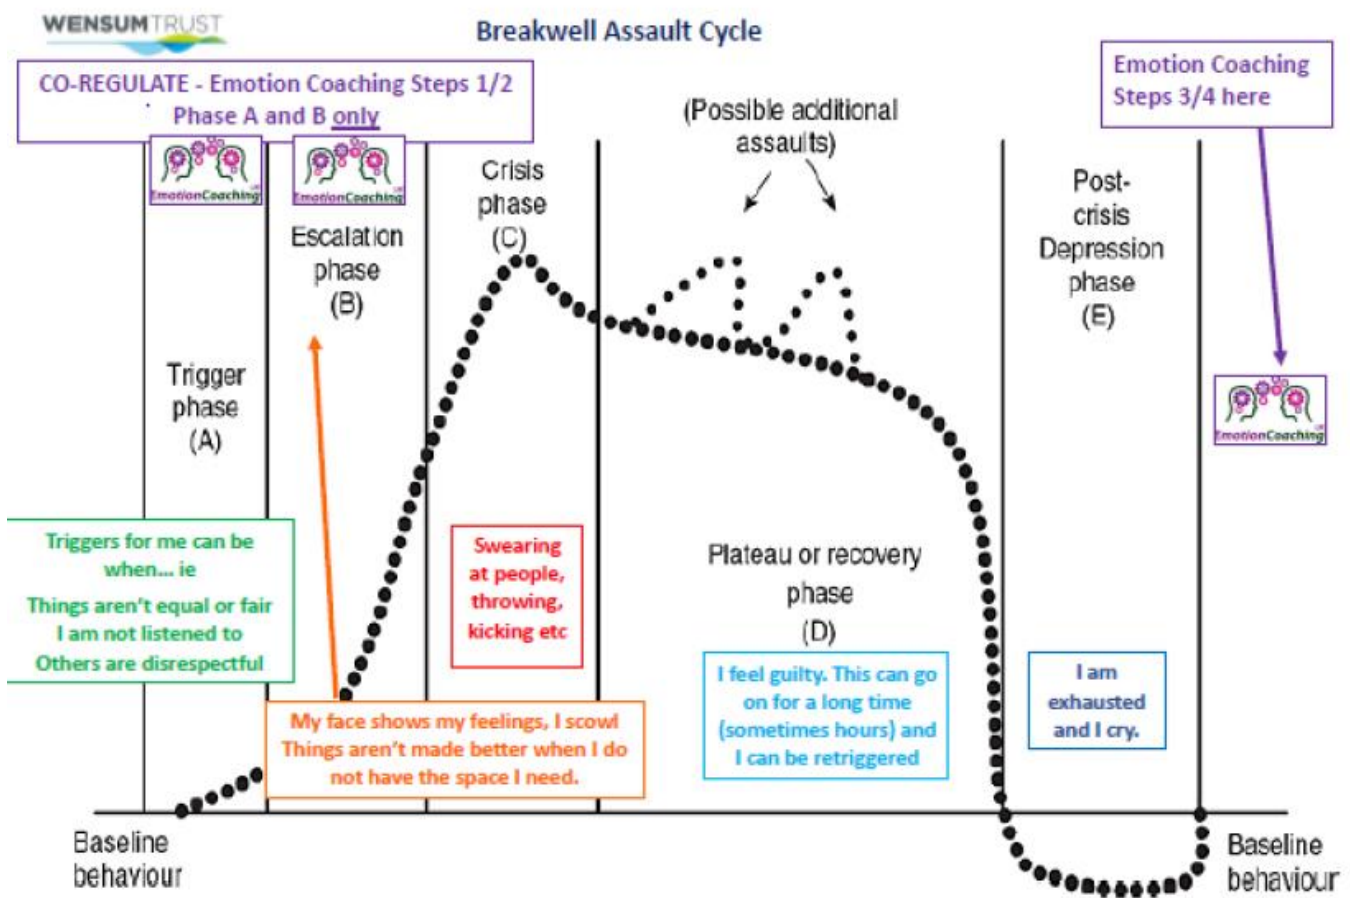 WENSUMTRUST
Breakwell Assault Cycle
CO-REGULATE - Emotion Coaching Steps 1/2
Phase A and B only
Emotion Coaching
Steps 3/4 here
EmotionCoaching UK
EmotionCoaching UK
(Possible additional
assaults)
Crisis
phase
(C)
Post-
crisis
Depression
phase
(E)
Escalation
phase
(B)
Trigger
phase
(A)
EmotionCoaching UK
Triggers for me can be
when... ie
Things aren't equal or fair
I am not listened to
Others are disrespectful
Swearing
at people,
throwing,
kicking etc
Plateau or recovery
phase
(D)
I feel guilty. This can go
on for a long time
(sometimes hours) and
I can be retriggered
I am
exhausted
and I cry.
My face shows my feelings, I scowl
Things aren't made better when I do
not have the space I need.
Baseline
behaviour
Baseline
behaviour